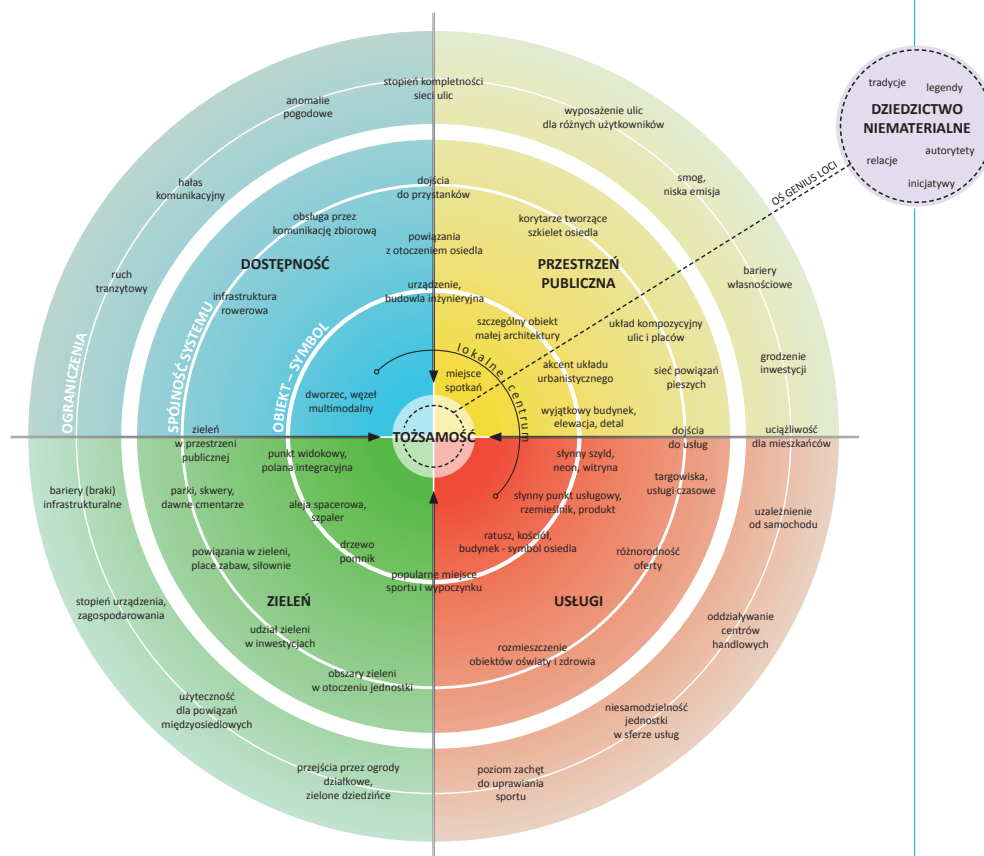 stopień kompletności
sieci ulic
anomalie
pogodowe
wyposażenie ulic
dla różnych użytkowników
hałas
komunikacyjny
smog,
niska emisja
ruch
tranzytowy
bariery
własnościowe
grodzenie
inwestycji
OGRANICZENIA
uciążliwość
dla mieszkańców
tradycje
legendy
DZIEDZICTWO
NIEMATERIALNE
autorytety
relacje
inicjatywy
OŚ GENIUS LOCI
dojścia
do przystanków
obsługa przez
komunikację zbiorową
korytarze tworzące
szkielet osiedla
powiązania
z otoczeniem osiedla
DOSTĘPNOŚĆ
PRZESTRZEŃ
PUBLICZNA
infrastruktura
rowerowa
urządzenie,
budowla inżynieryjna
szczególny obiekt
małej architektury
układ kompozycyjny
ulic i placów
SPÓJNOŚĆ SYSTEMU
OBIEKT – SYMBOL
lokalne centrum
miejsce
spotkań
akcent układu
urbanistycznego
sieć powiązań
pieszych
dworzec, węzeł
multimodalny
wyjątkowy budynek,
elewacja, detal
TOŻSAMOŚĆ
zieleń
w przestrzeni
publicznej
dojścia
do usług
punkt widokowy,
polana integracyjna
słynny szyld,
neon, witryna
bariery (braki)
infrastrukturalne
parki, skwery,
dawne cmentarze
aleja spacerowa,
szpaler
słynny punkt usługowy,
rzemieślnik, produkt
targowiska,
usługi czasowe
uzależnienie
od samochodu
powiązania w zieleni,
place zabaw, siłownie
drzewo
pomnik
ratusz, kościół,
budynek - symbol osiedla
różnorodność
oferty
popularne miejsce
sportu i wypoczynku
ZIELEŃ
USŁUGI
stopień urządzenia,
zagospodarowania
udział zieleni
w inwestycjach
oddziaływanie
centrów
handlowych
rozmieszczenie
obiektów oświaty i zdrowia
obszary zieleni
w otoczeniu jednostki
użyteczność
dla powiązań
międzyosiedlowych
niesamodzielność
jednostki
w sferze usług
przejścia przez ogrody
działkowe,
zielone dziedzińce
poziom zachęt
do uprawiania
sportu